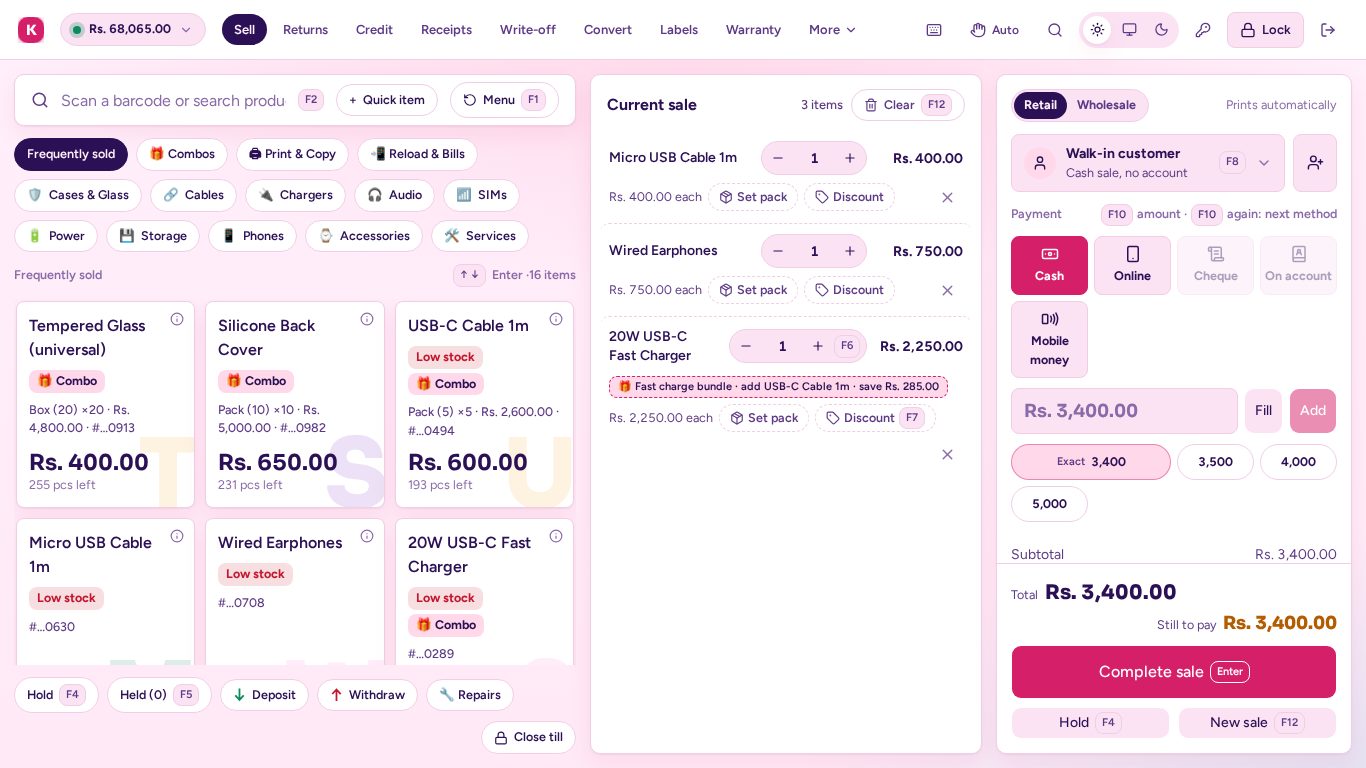 K
Rs. 68,065.00
Sell
Returns
Credit
Receipts
Write-off
Convert
Labels
Warranty
More
Auto
Lock
Scan a barcode or search produ
F2
+ Quick item
Menu F1
Frequently sold
Combos
Print & Copy
Reload & Bills
Cases & Glass
Cables
Chargers
Audio
SIMs
Power
Storage
Phones
Accessories
Services
Frequently sold
↑↓ Enter ·16 items
Tempered Glass
(universal)
Combo
Box (20) ×20 · Rs.
4,800.00 · #…0913
Rs. 400.00
255 pcs left
T
Silicone Back
Cover
Combo
Pack (10) ×10 · Rs.
5,000.00 · #…0982
Rs. 650.00
231 pcs left
S
USB-C Cable 1m
Low stock
Combo
Pack (5) ×5 · Rs. 2,600.00 ·
#…0494
Rs. 600.00
193 pcs left
U
Micro USB Cable
1m
Low stock
#…0630
Wired Earphones
Low stock
#…0708
20W USB-C Fast
Charger
Low stock
Combo
#…0289
Hold F4
Held (0) F5
Deposit
Withdraw
Repairs
Close till
Current sale
3 items
Clear F12
Micro USB Cable 1m
− 1 +
Rs. 400.00
Rs. 400.00 each
Set pack
Discount
Wired Earphones
− 1 +
Rs. 750.00
Rs. 750.00 each
Set pack
Discount
20W USB-C
Fast Charger
− 1 + F6
Rs. 2,250.00
Fast charge bundle · add USB-C Cable 1m · save Rs. 285.00
Rs. 2,250.00 each
Set pack
Discount F7
Retail
Wholesale
Prints automatically
Walk-in customer
Cash sale, no account
F8
Payment
F10 amount · F10 again: next method
Cash
Online
Cheque
On account
Mobile
money
Rs. 3,400.00
Fill
Add
Exact 3,400
3,500
4,000
5,000
Subtotal
Rs. 3,400.00
Total Rs. 3,400.00
Still to pay Rs. 3,400.00
Complete sale Enter
Hold F4
New sale F12